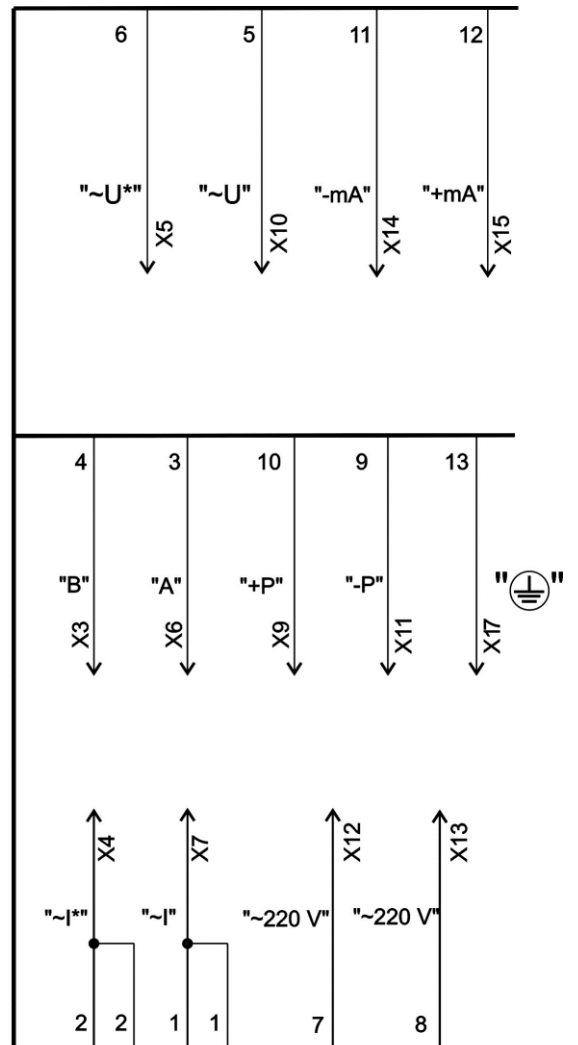 6 5 11 12
"~U*" "~U" "-mA" "+mA"
X5 X10 X14 X15
4 3 10 9 13
"B" "A" "+P" "-P" " "
X3 X6 X9 X11 X17
X4 X7 X12 X13
"~I*" "~I" "~220 V" "~220 V"
2 2 1 1 7 8